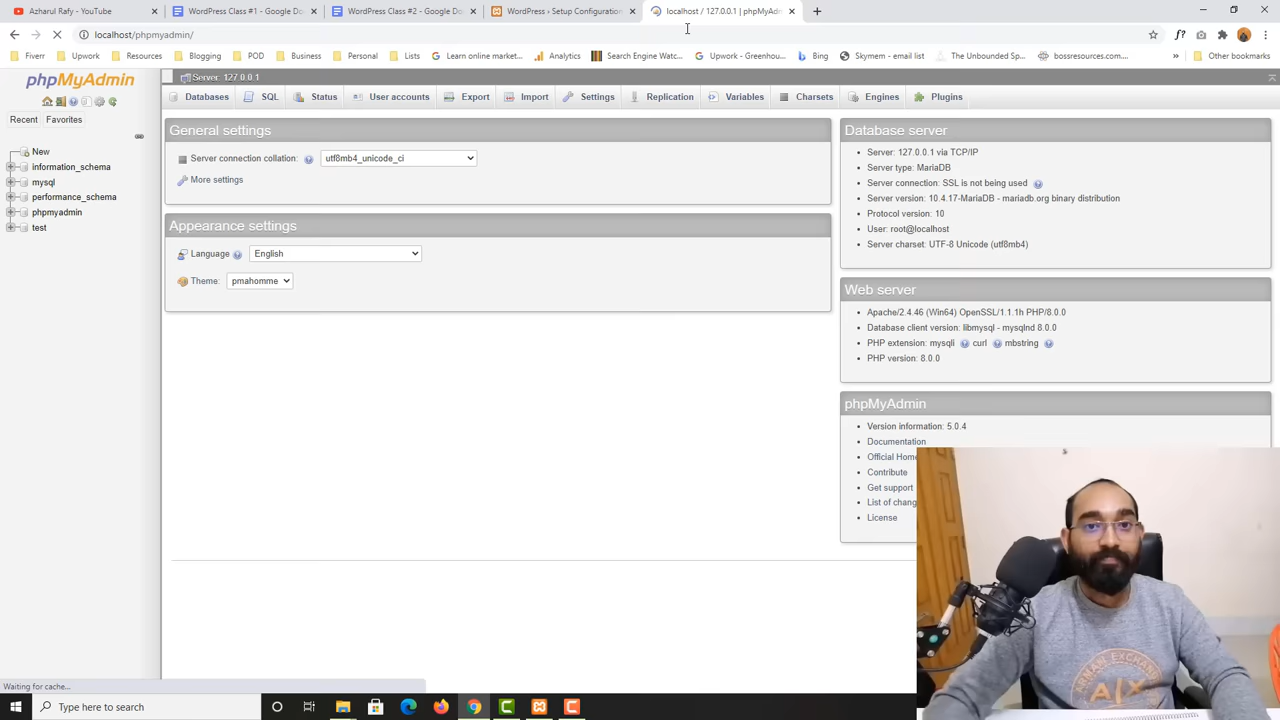 Azharul Rafy - YouTube
WordPress Class #1 - Google Do
WordPress Class #2 - Google Do
WordPress › Setup Configuration
localhost / 127.0.0.1 | phpMyAdm
localhost/phpmyadmin/
Fiverr
Upwork
Resources
Blogging
POD
Personal
Lists
Learn online market...
Analytics
Search Engine Watc...
Upwork - Greenhou...
Bing
Skymem - email list
The Unbounded Sp...
bossresources.com...
»
Other bookmarks
phpMyAdmin
Recent
Favorites
New
information_schema
mysql
performance_schema
phpmyadmin
test
Server: 127.0.0.1
Databases
SQL
Status
User accounts
Export
Import
Settings
Replication
Variables
Charsets
Engines
Plugins
General settings
Server connection collation:
utf8mb4_unicode_ci
More settings
Appearance settings
Language
English
Theme:
pmahomme
Database server
• Server: 127.0.0.1 via TCP/IP
• Server type: MariaDB
• Server connection: SSL is not being used
• Server version: 10.4.17-MariaDB - mariadb.org binary distribution
• Protocol version: 10
• User: root@localhost
• Server charset: UTF-8 Unicode (utf8mb4)
Web server
• Apache/2.4.46 (Win64) OpenSSL/1.1.1h PHP/8.0.0
• Database client version: libmysql - mysqlnd 8.0.0
• PHP extension: mysqli curl mbstring
• PHP version: 8.0.0
phpMyAdmin
• Version information: 5.0.4
• Documentation
• Official Home
• Contribute
• Get support
• List of chang
• License
ARMANI EXCHANGE
A|X
Waiting for cache...
Type here to search